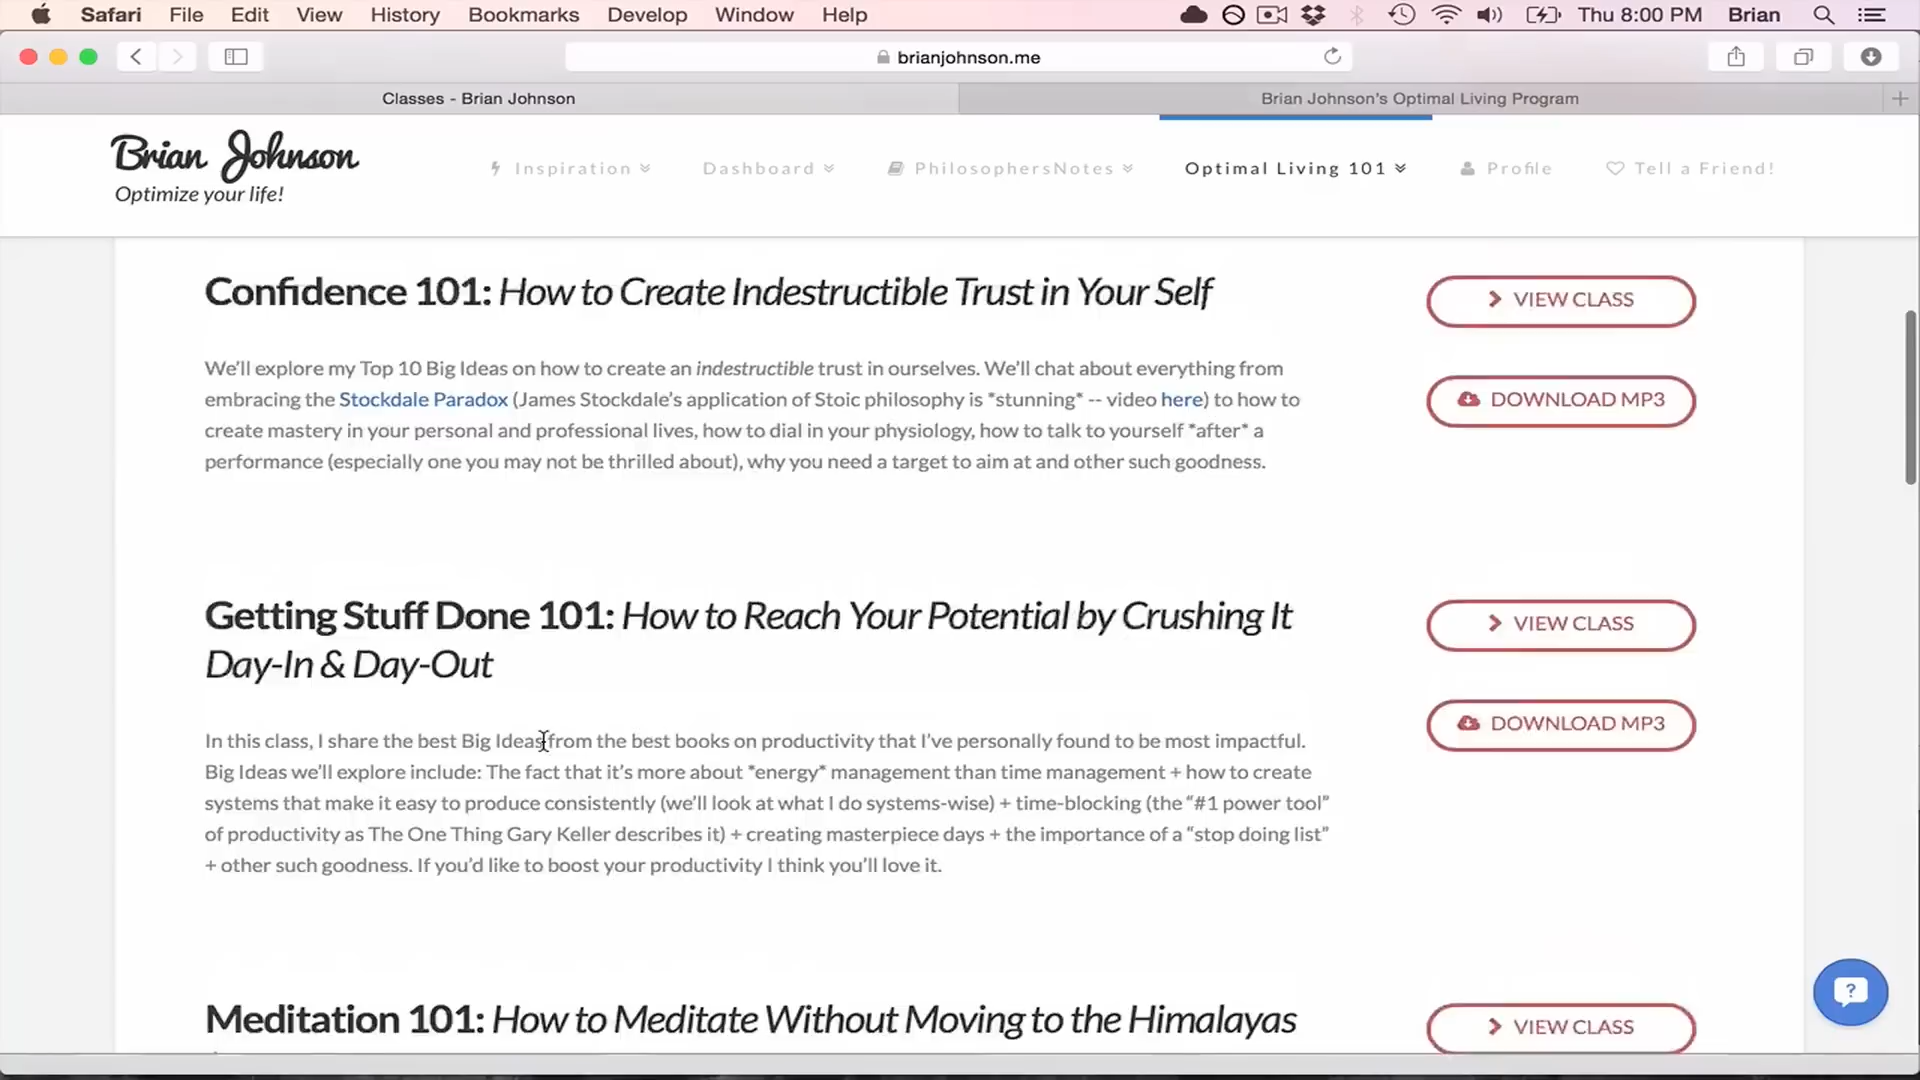 Safari File Edit View History Bookmarks Develop Window Help Thu 8:00 PM Brian
brianjohnson.me
Classes - Brian Johnson
Brian Johnson's Optimal Living Program
Brian Johnson
Optimize your life!
Inspiration
Dashboard
PhilosophersNotes
Optimal Living 101
Profile
Tell a Friend!
Confidence 101: How to Create Indestructible Trust in Your Self
VIEW CLASS
We'll explore my Top 10 Big Ideas on how to create an indestructible trust in ourselves. We'll chat about everything from
embracing the Stockdale Paradox (James Stockdale's application of Stoic philosophy is *stunning* -- video here) to how to
create mastery in your personal and professional lives, how to dial in your physiology, how to talk to yourself *after* a
performance (especially one you may not be thrilled about), why you need a target to aim at and other such goodness.
DOWNLOAD MP3
Getting Stuff Done 101: How to Reach Your Potential by Crushing It
Day-In & Day-Out
VIEW CLASS
In this class, I share the best Big Ideas from the best books on productivity that I've personally found to be most impactful.
Big Ideas we'll explore include: The fact that it's more about *energy* management than time management + how to create
systems that make it easy to produce consistently (we'll look at what I do systems-wise) + time-blocking (the "#1 power tool"
of productivity as The One Thing Gary Keller describes it) + creating masterpiece days + the importance of a "stop doing list"
+ other such goodness. If you'd like to boost your productivity I think you'll love it.
DOWNLOAD MP3
Meditation 101: How to Meditate Without Moving to the Himalayas
VIEW CLASS